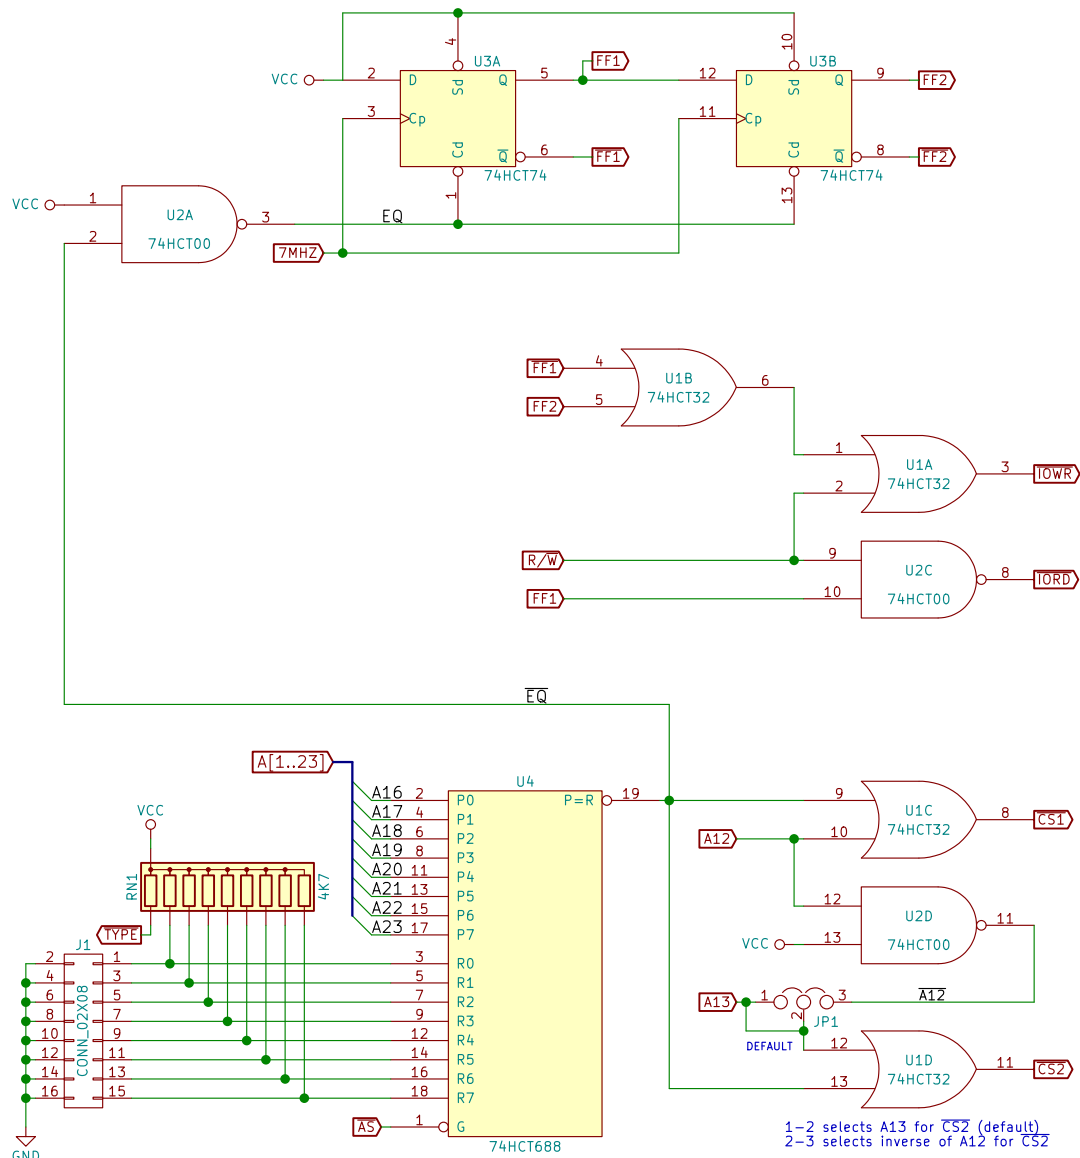 4
10
U3A
U3B
FF1
VCC
2
D
Sd
Q
5
12
D
Sd
Q
9
FF2
3
Cp
11
Cp
Cd
Q
6
FF1
Cd
Q
8
FF2
74HCT74
74HCT74
1
13
VCC
1
U2A
3
EQ
2
74HCT00
7MHZ
FF1
4
U1B
74HCT32
6
FF2
5
1
U1A
74HCT32
3
IOWR
2
R/W
9
U2C
8
IORD
FF1
10
74HCT00
EQ
A[1..23]
U4
A16
2
P0
P=R
19
A17
4
P1
A18
6
P2
A19
8
P3
A20
11
P4
A21
13
P5
A22
15
P6
A23
17
P7
9
U1C
74HCT32
8
CS1
A12
10
VCC
RN1
4K7
TYPE
12
U2D
11
VCC
13
74HCT00
J1
CONN_02X08
2
1
3
R0
4
3
5
R1
6
5
7
R2
8
7
9
R3
10
9
12
R4
12
11
14
R5
14
13
16
R6
16
15
18
R7
A13
1
2
3
A12
JP1
DEFAULT
12
U1D
74HCT32
11
CS2
13
AS
1
G
74HCT688
GND
1-2 selects A13 for CS2 (default)
2-3 selects inverse of A12 for CS2